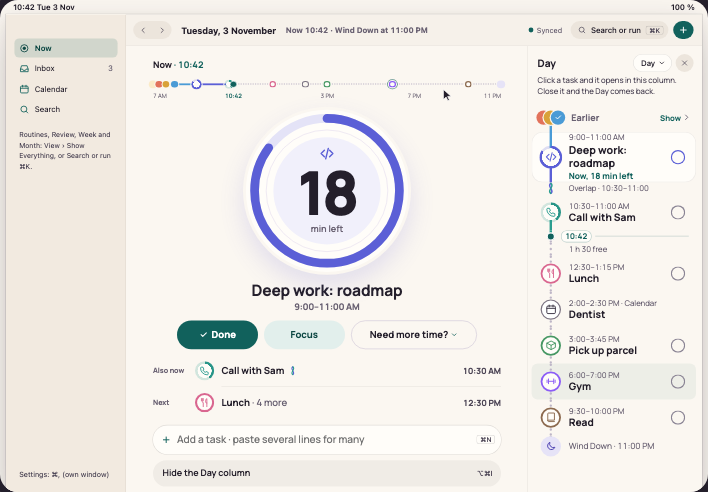 10:42 Tue 3 Nov
100 %
Now
Inbox 3
Calendar
Search
Routines, Review, Week and
Month: View › Show
Everything, or Search or run
⌘K.
Settings: ⌘, (own window)
Tuesday, 3 November
Now 10:42 · Wind Down at 11:00 PM
Synced
Search or run ⌘K
Now · 10:42
7 AM
10:42
3 PM
7 PM
11 PM
18
min left
Deep work: roadmap
9:00–11:00 AM
Done
Focus
Need more time?
Also now
Call with Sam
10:30 AM
Next
Lunch · 4 more
12:30 PM
Add a task · paste several lines for many
⌘N
Hide the Day column
⌥⌘I
Day
Day
Click a task and it opens in this column.
Close it and the Day comes back.
Earlier
Show
9:00–11:00 AM
Deep work:
roadmap
Now, 18 min left
Overlap · 10:30–11:00
10:30–11:00 AM
Call with Sam
10:42
1 h 30 free
12:30–1:15 PM
Lunch
2:00–2:30 PM · Calendar
Dentist
3:00–3:45 PM
Pick up parcel
6:00–7:00 PM
Gym
9:30–10:00 PM
Read
Wind Down · 11:00 PM